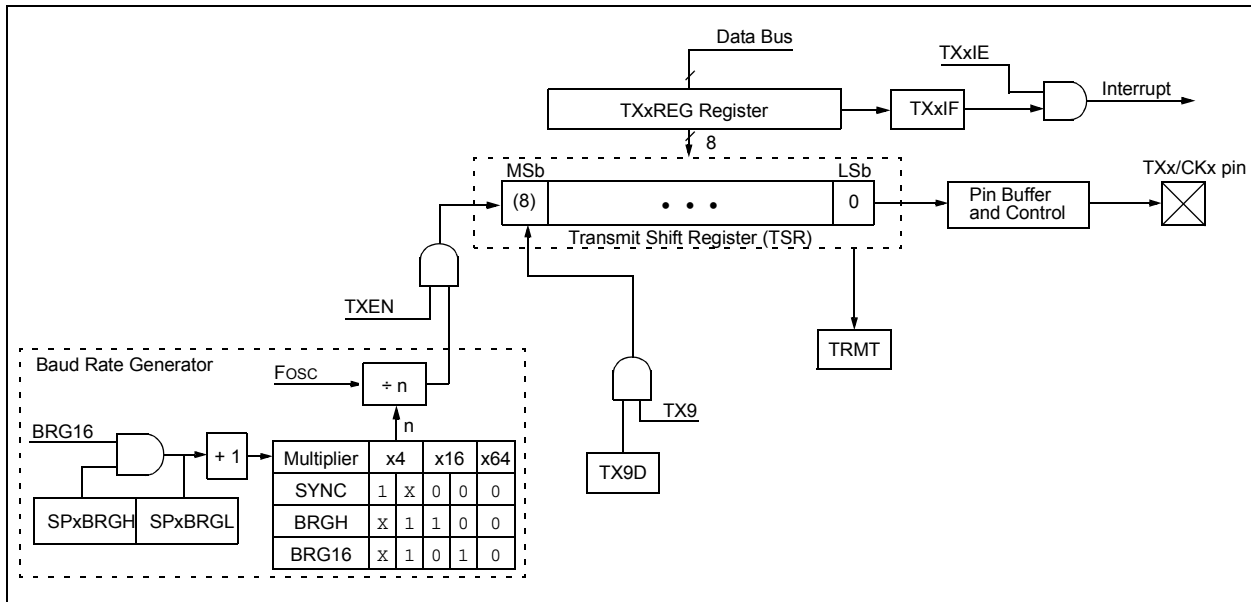 Data Bus
TXxIE
Interrupt
TXxREG Register
TXxIF
8
MSb
LSb
(8)
• • •
0
Transmit Shift Register (TSR)
Pin Buffer
and Control
TXx/CKx pin
TXEN
TRMT
Baud Rate Generator
FOSC
÷ n
n
TX9
TX9D
BRG16
+ 1
SPxBRGH
SPxBRGL
Multiplier x4 x16 x64
SYNC 1 X 0 0 0
BRGH X 1 1 0 0
BRG16 X 1 0 1 0